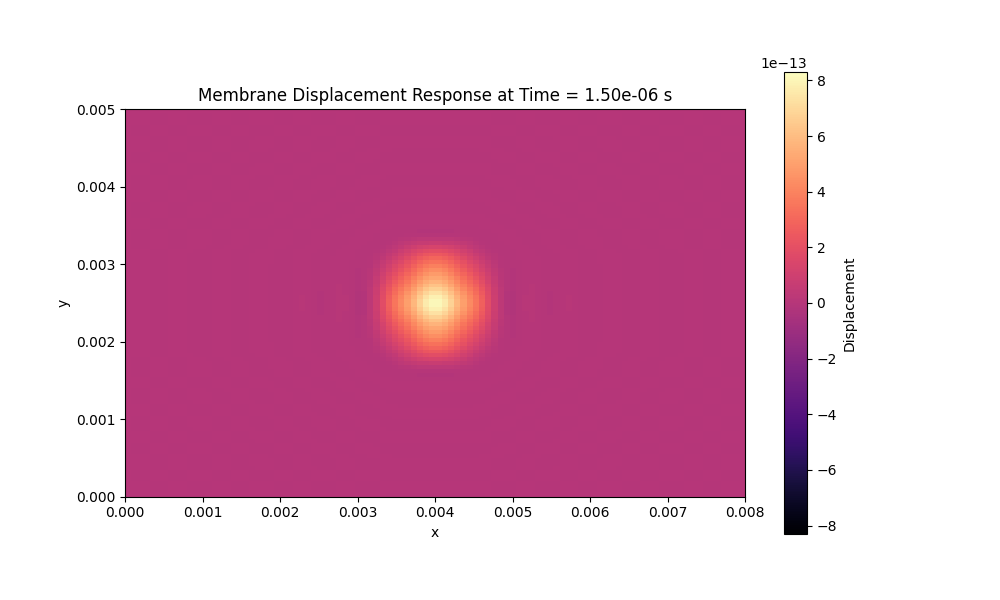 1e−13
Membrane Displacement Response at Time = 1.50e-06 s
0.005
0.004
0.003
0.002
0.001
0.000
y
0.000 0.001 0.002 0.003 0.004 0.005 0.006 0.007 0.008
x
8
6
4
2
0
−2
−4
−6
−8
Displacement